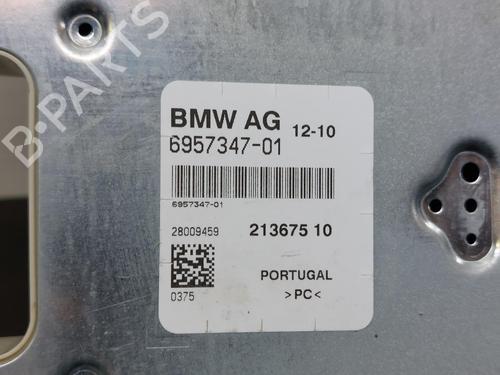 B-PARTS
BMW AG 12-10
6957347-01
6957347-01
28009459 213675 10
0375
PORTUGAL
>PC<